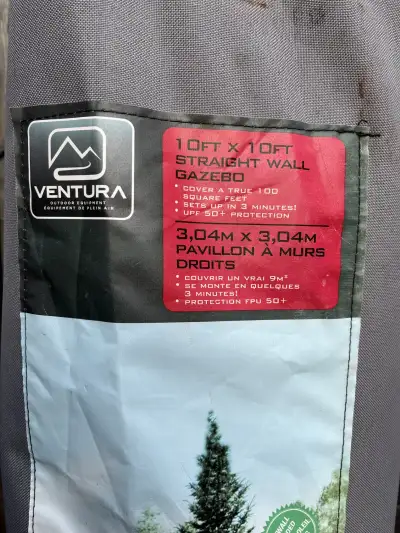 VENTURA
OUTDOOR EQUIPMENT
EQUIPEMENT DE PLEIN AIR
10FT X 10FT
STRAIGHT WALL
GAZEBO
• COVER A TRUE 100
SQUARE FEET
• SETS UP IN 3 MINUTES!
• UPF 50+ PROTECTION
3,04M X 3,04M
PAVILLON À MURS
DROITS
• COUVRIR UN VRAI 9M²
• SE MONTE EN QUELQUES
3 MINUTES!
• PROTECTION FPU 50+
WALL